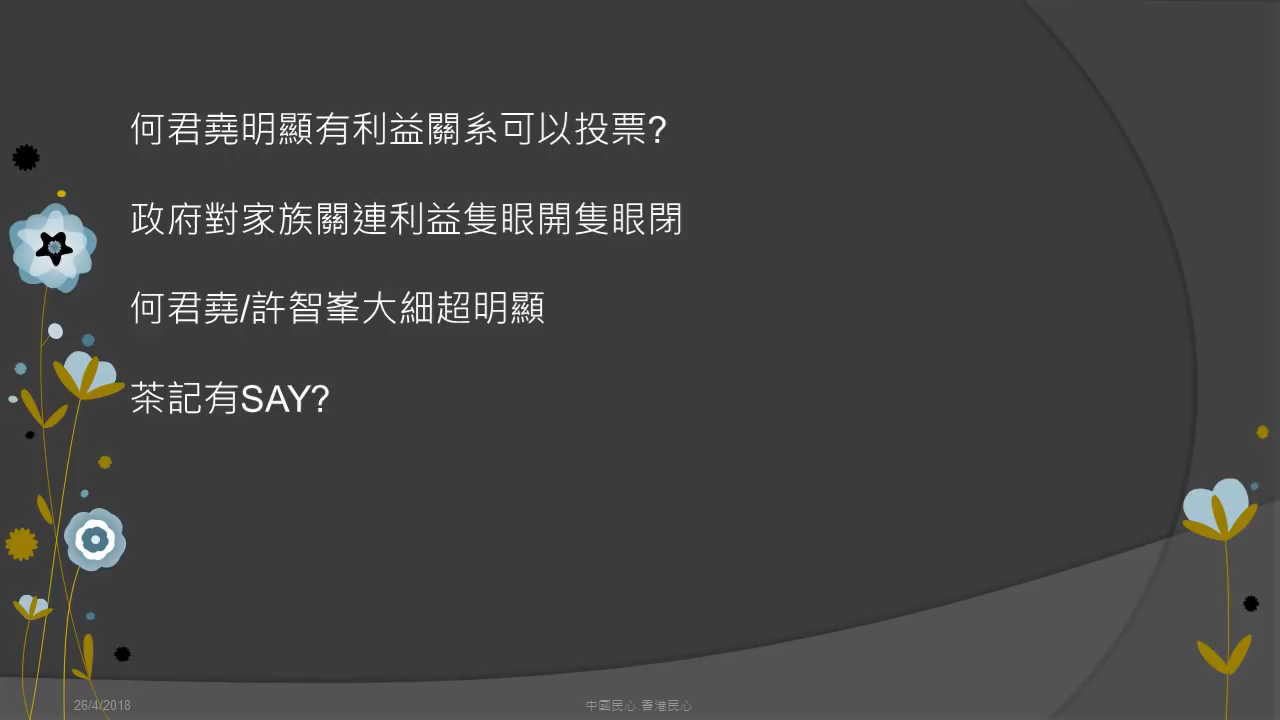 何君堯明顯有利益關系可以投票?
政府對家族關連利益隻眼開隻眼閉
何君堯/許智峯大細超明顯
茶記有SAY?
26/4/2018
中國民心.香港民心